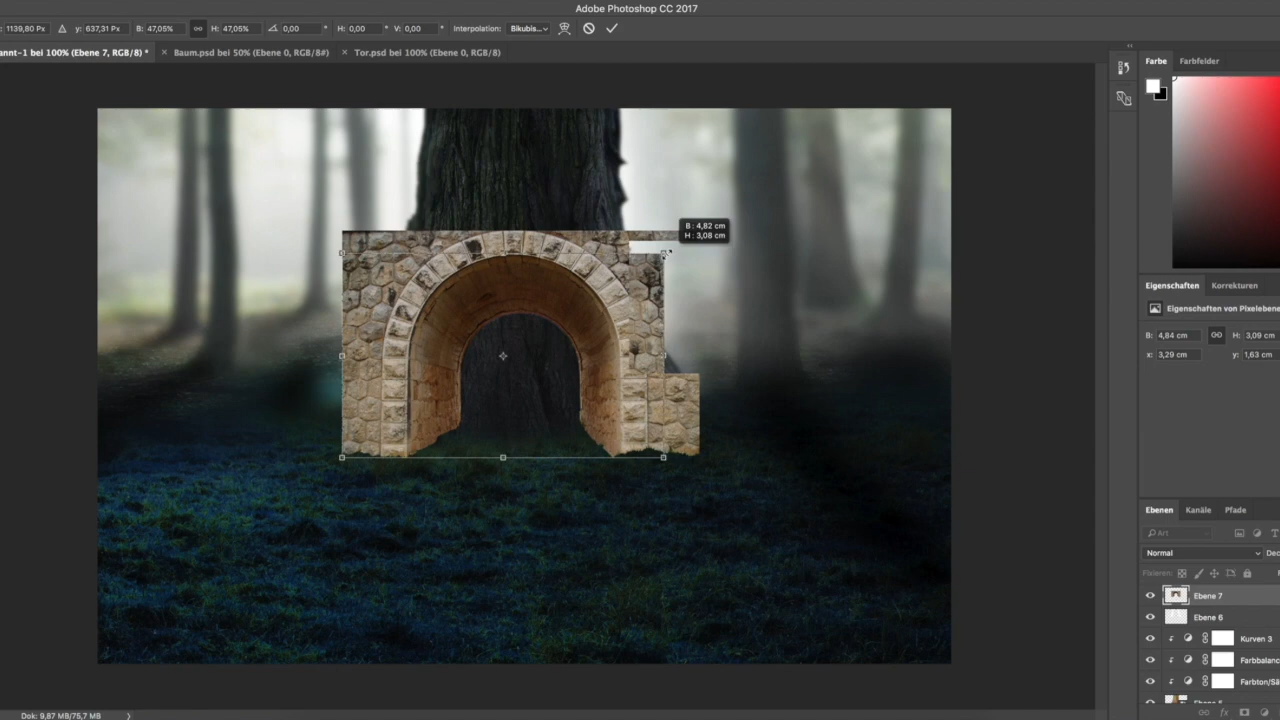 Adobe Photoshop CC 2017
: 1139,80 Px y: 637,31 Px B: 47,05% H: 47,05% 0,00 ° H: 0,00 ° V: 0,00 ° Interpolation: Bikubis...
annt-1 bei 100% (Ebene 7, RGB/8) * × Baum.psd bei 50% (Ebene 0, RGB/8#) × Tor.psd bei 100% (Ebene 0, RGB/8)
Farbe Farbfelder
B: 4,82 cm
H: 3,08 cm
Eigenschaften Korrekturen
Eigenschaften von Pixelebene
B: 4,84 cm H: 3,09 cm
x: 3,29 cm y: 1,63 cm
Ebenen Kanäle Pfade
Art
Normal Dec
Fixieren: F
Ebene 7
Ebene 6
Kurven 3
Farbbalanc
Farbton/Sä
Ebene 5
Dok: 9,87 MB/75,7 MB